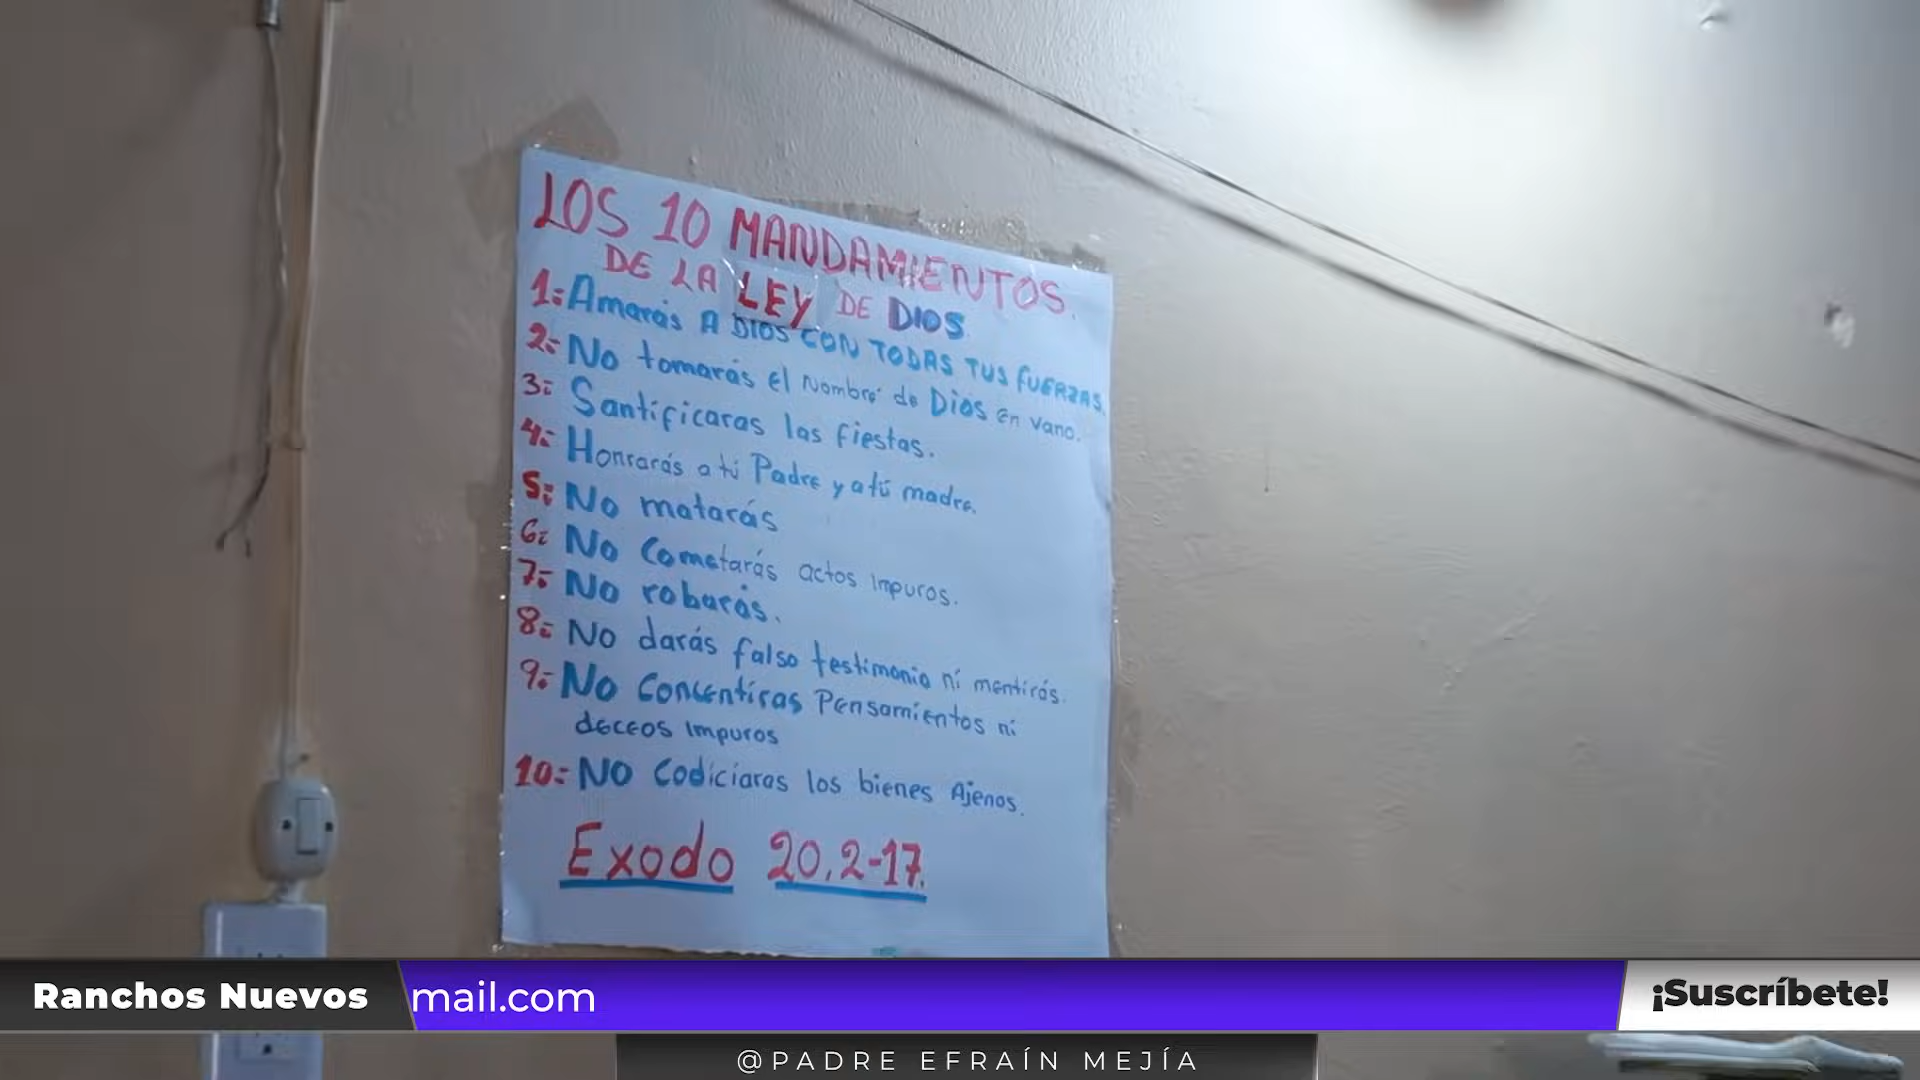 LOS 10 MANDAMIENTOS.
DE LA LEY DE DIOS
1: Amarás A DIOS CON TODAS TUS FUERZAS.
2: No tomarás el Nombre de Dios en vano.
3: Santificaras las fiestas.
4: Honrarás a tú Padre y a tú madre.
5: No matarás
6: No Cometarás actos Impuros.
7: No robarás.
8: No darás falso testimonio ní mentirás.
9: No Concentiras Pensamientos ní
deceos Impuros
10: NO Codiciaras los bienes Ajenos.
Exodo 20,2-17.
Ranchos Nuevos mail.com ¡Suscríbete!
@PADRE EFRAÍN MEJÍA